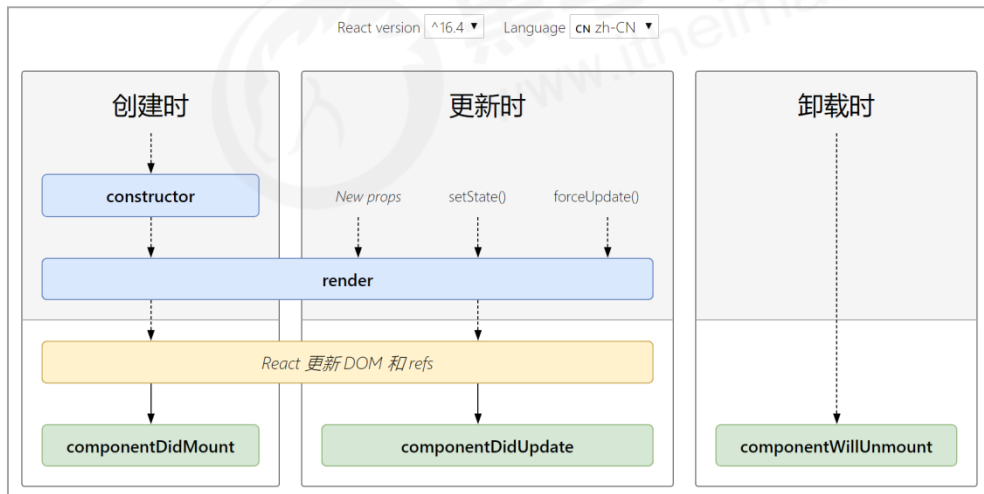 React version ^16.4 Language CN zh-CN
创建时 更新时 卸载时
constructor
New props setState() forceUpdate()
render
React 更新 DOM 和 refs
componentDidMount componentDidUpdate componentWillUnmount